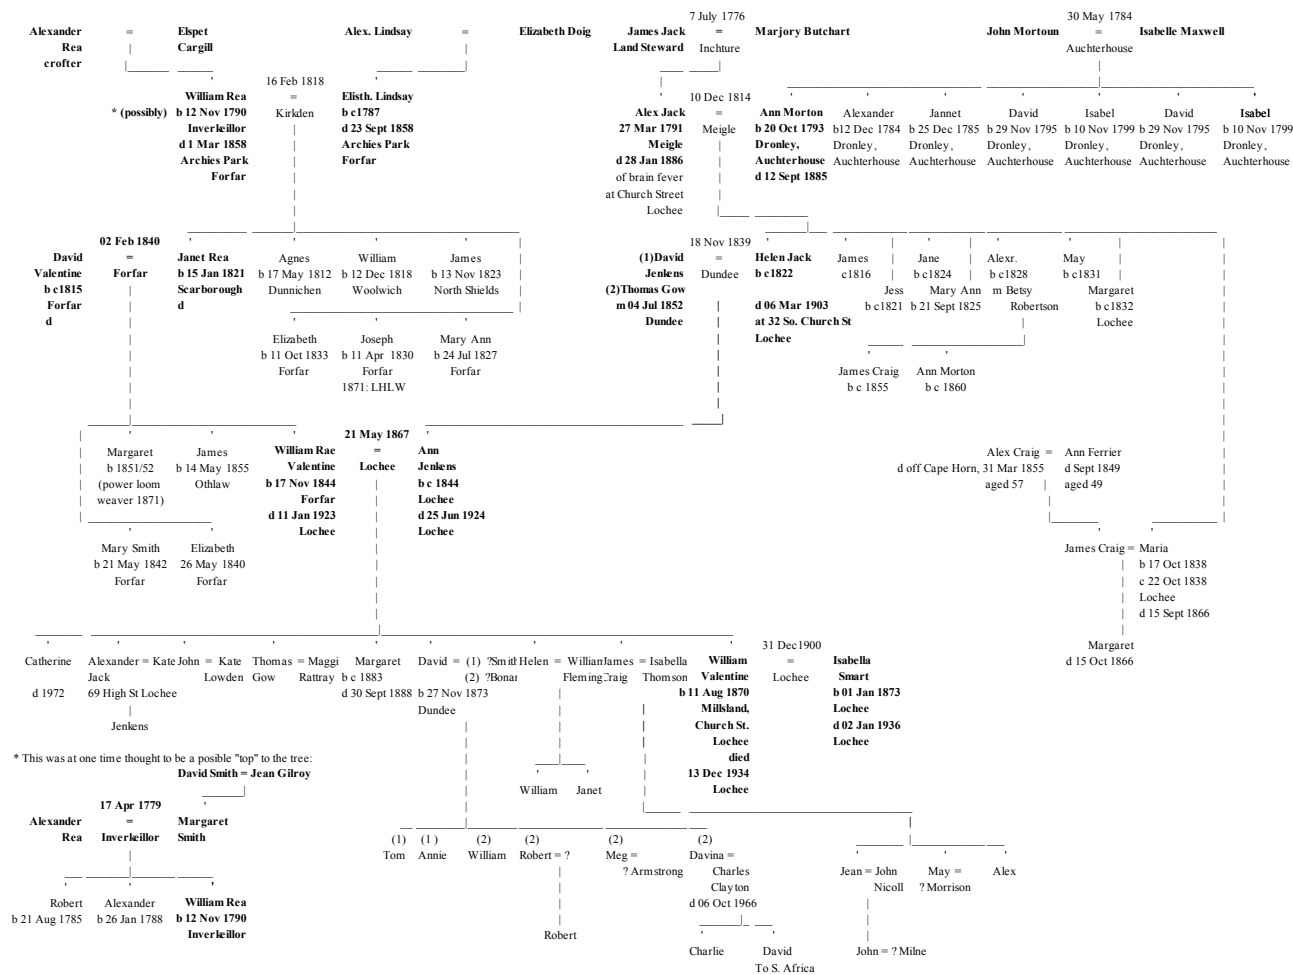 7 July 1776
30 May 1784
Alexander = Elspet Alex. Lindsay = Elizabeth Doig James Jack = Marjory Butchart John Mortoun = Isabelle Maxwell
Rea Cargill Land Steward Inchture Auchterhouse
crofter
16 Feb 1818
William Rea = Elisth. Lindsay 10 Dec 1814
* (possibly) b 12 Nov 1790 Kirkden b c1787 Alex Jack = Ann Morton Alexander Jannet David Isabel David Isabel
Inverkeillor d 23 Sept 1858 27 Mar 1791 Meigle b 20 Oct 1793 b12 Dec 1784 b 25 Dec 1785 b 29 Nov 1795 b 10 Nov 1799 b 29 Nov 1795 b 10 Nov 1799
d 1 Mar 1858 Archies Park Meigle Dronley, Dronley, Dronley, Dronley, Dronley, Dronley, Dronley,
Archies Park Forfar d 28 Jan 1886 Auchterhouse Auchterhouse Auchterhouse Auchterhouse Auchterhouse Auchterhouse Auchterhouse
Forfar of brain fever d 12 Sept 1885
at Church Street
Lochee
02 Feb 1840 18 Nov 1839
David = Janet Rea Agnes William James (1)David = Helen Jack James Jane Alexr. May
Valentine Forfar b 15 Jan 1821 b 17 May 1812 b 12 Dec 1818 b 13 Nov 1823 Jenkens Dundee b c1822 c1816 b c1824 b c1828 b c1831
b c1815 Scarborough Dunnichen Woolwich North Shields (2)Thomas Gow Jess Mary Ann m Betsy Margaret
Forfar d m 04 Jul 1852 d 06 Mar 1903 b c1821 b 21 Sept 1825 Robertson b c1832
d Dundee at 32 So. Church St Lochee
Elizabeth Joseph Mary Ann Lochee
b 11 Oct 1833 b 11 Apr 1830 b 24 Jul 1827
Forfar Forfar Forfar James Craig Ann Morton
1871: LHLW b c 1855 b c 1860
21 May 1867
Margaret James William Rae = Ann Alex Craig = Ann Ferrier
b 1851/52 b 14 May 1855 Valentine Lochee Jenkens d off Cape Horn, 31 Mar 1855 d Sept 1849
(power loom Othlaw b 17 Nov 1844 b c 1844 aged 57 aged 49
weaver 1871) Forfar Lochee
d 11 Jan 1923 d 25 Jun 1924
Lochee Lochee
Mary Smith Elizabeth James Craig = Maria
b 21 May 1842 26 May 1840 b 17 Oct 1838
Forfar Forfar c 22 Oct 1838
Lochee
d 15 Sept 1866
31 Dec1900 Margaret
d 15 Oct 1866
Catherine Alexander = Kate John = Kate Thomas = Maggi Margaret David = (1) ?Smith Helen = William James = Isabella William = Isabella
Jack Lowden Gow Rattray b c 1883 (2) ?Bonar Fleming Craig Thomson Valentine Lochee Smart
d 1972 69 High St Lochee d 30 Sept 1888 b 27 Nov 1873 b 11 Aug 1870 b 01 Jan 1873
Dundee Millsland, Lochee
Jenkens Church St. d 02 Jan 1936
Lochee Lochee
died
13 Dec 1934
Lochee
* This was at one time thought to be a posible "top" to the tree:
David Smith = Jean Gilroy
William Janet
17 Apr 1779
Alexander = Margaret
Rea Inverkeillor Smith
(1) (1) (2) (2) (2) (2)
Tom Annie William Robert = ? Meg = Davina =
? Armstrong Charles
Clayton
d 06 Oct 1966
Jean = John May = Alex
Nicoll ? Morrison
Robert Alexander William Rea
b 21 Aug 1785 b 26 Jan 1788 b 12 Nov 1790
Inverkeillor
Robert
Charlie David
To S. Africa
John = ? Milne